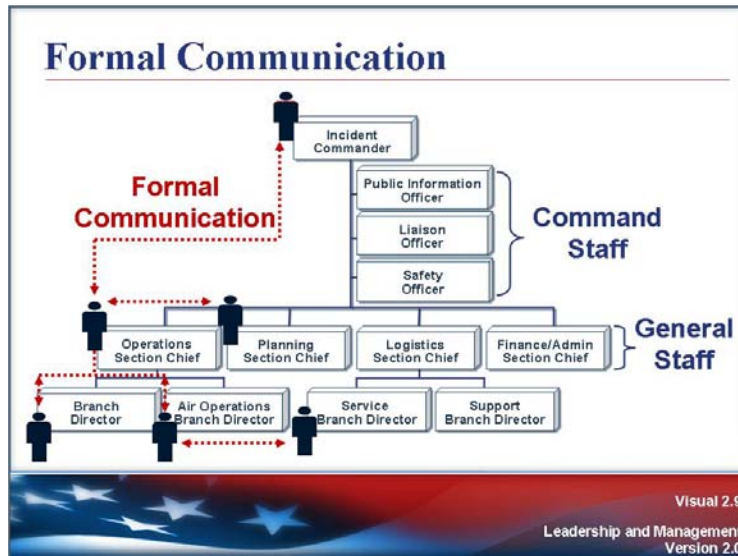 Formal Communication
Incident
Commander
Formal
Communication
Public Information
Officer
Liaison
Officer
Safety
Officer
Command
Staff
Operations
Section Chief
Planning
Section Chief
Logistics
Section Chief
Finance/Admin
Section Chief
General
Staff
Branch
Director
Air Operations
Branch Director
Service
Branch Director
Support
Branch Director
Visual 2.9
Leadership and Management
Version 2.0